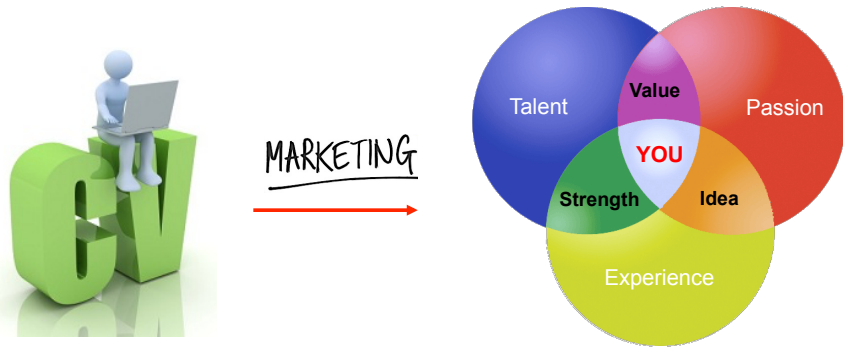 CV
MARKETING
Talent
Value
Passion
YOU
Strength
Idea
Experience